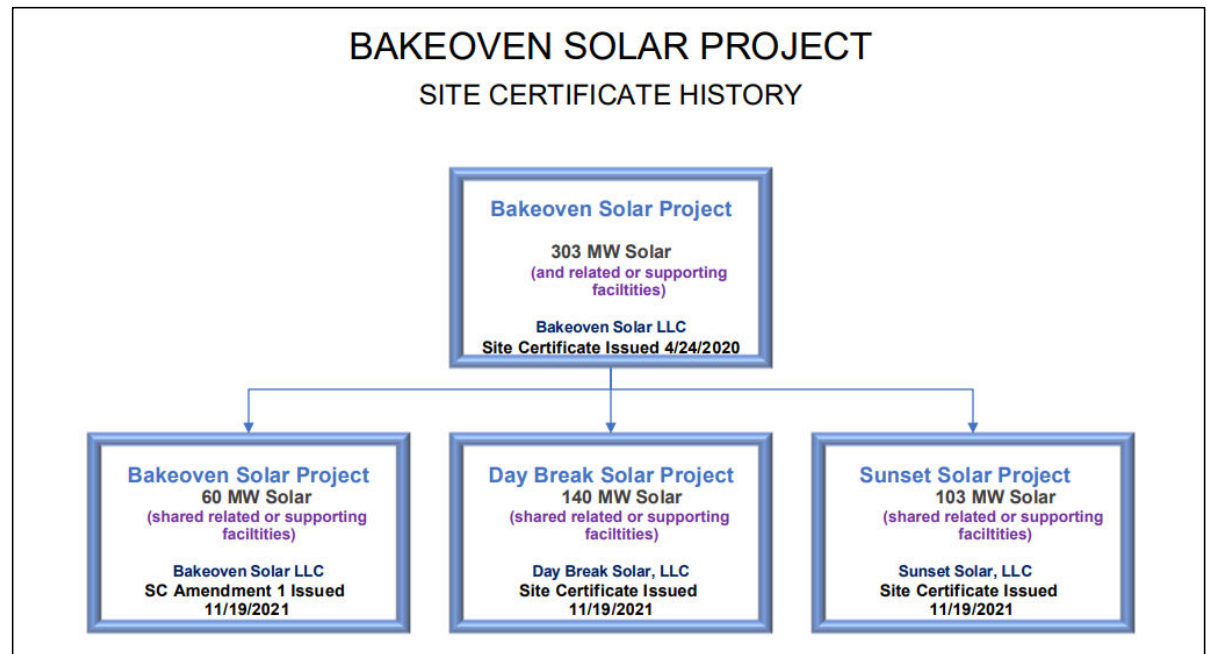 BAKEOVEN SOLAR PROJECT
SITE CERTIFICATE HISTORY
Bakeoven Solar Project
303 MW Solar
(and related or supporting
faciltities)
Bakeoven Solar LLC
Site Certificate Issued 4/24/2020
Bakeoven Solar Project
60 MW Solar
(shared related or supporting
faciltities)
Bakeoven Solar LLC
SC Amendment 1 Issued
11/19/2021
Day Break Solar Project
140 MW Solar
(shared related or supporting
faciltities)
Day Break Solar, LLC
Site Certificate Issued
11/19/2021
Sunset Solar Project
103 MW Solar
(shared related or supporting
faciltities)
Sunset Solar, LLC
Site Certificate Issued
11/19/2021